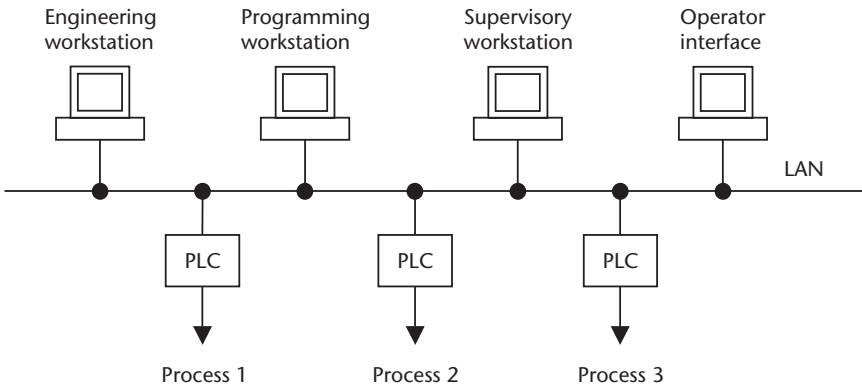 Engineering
workstation
Programming
workstation
Supervisory
workstation
Operator
interface
LAN
PLC
PLC
PLC
Process 1
Process 2
Process 3